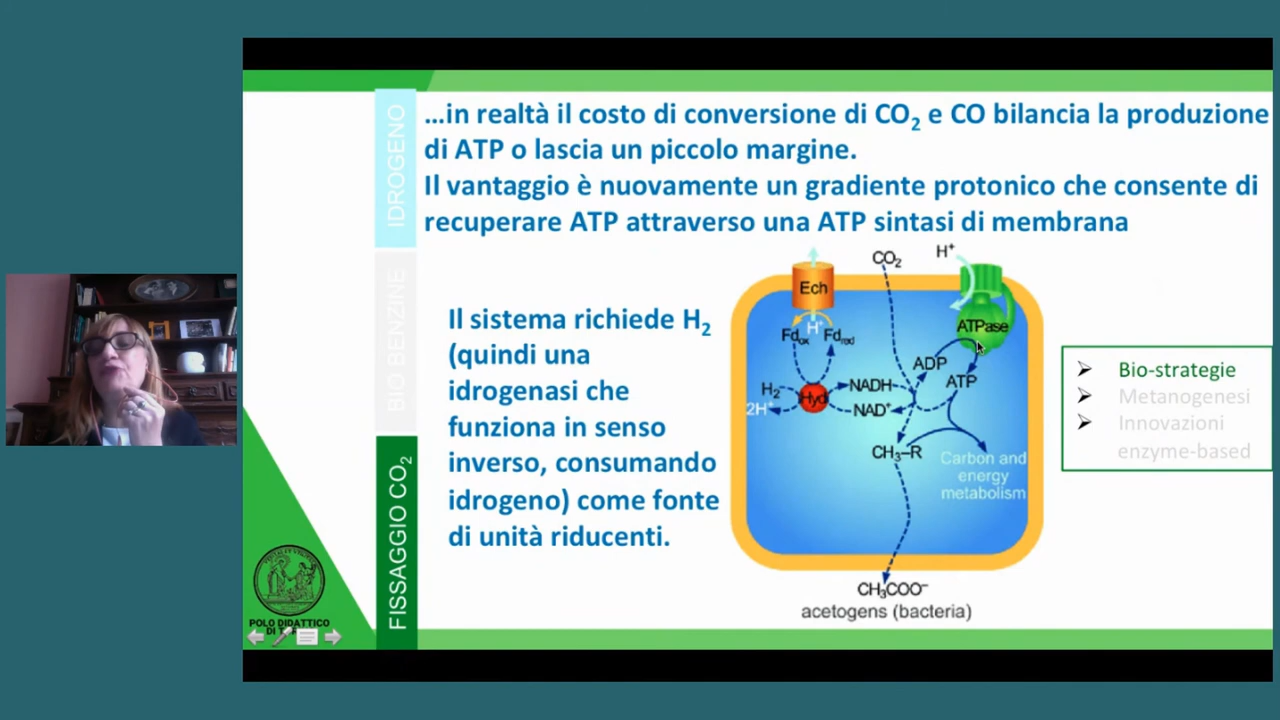 …in realtà il costo di conversione di CO₂ e CO bilancia la produzione
di ATP o lascia un piccolo margine.
Il vantaggio è nuovamente un gradiente protonico che consente di
recuperare ATP attraverso una ATP sintasi di membrana
IDROGENO
BIO BENZINE
FISSAGGIO CO₂
Il sistema richiede H₂
(quindi una
idrogenasi che
funziona in senso
inverso, consumando
idrogeno) come fonte
di unità riducenti.
Ech
CO₂
H⁺
ATPase
Fdox
H⁺
Fdred
ADP
ATP
H₂
Hyd
NADH
2H⁺
NAD⁺
CH₃–R
Carbon and
energy
metabolism
CH₃COO⁻
acetogens (bacteria)
Bio-strategie
Metanogenesi
Innovazioni
enzyme-based
POLO DIDATTICO